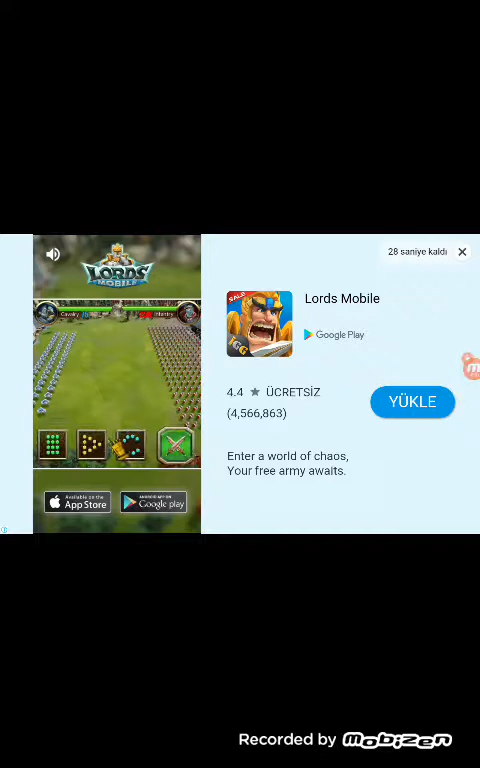 28 saniye kaldı
LORDS
MOBILE
Cavalry
Infantry
SALE
IGG
Lords Mobile
Google Play
4.4 ★ ÜCRETSİZ
(4,566,863)
YÜKLE
Enter a world of chaos,
Your free army awaits.
Available on the
App Store
ANDROID APP ON
Google play
Recorded by Mobizen